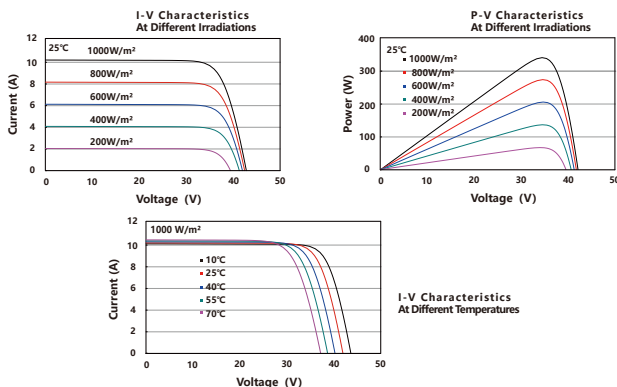 I-V Characteristics
At Different Irradiations
25℃
1000W/m²
800W/m²
600W/m²
400W/m²
200W/m²
Current (A)
12
10
8
6
4
2
0
0
10
20
30
40
50
Voltage (V)
P-V Characteristics
At Different Irradiations
25℃
1000W/m²
800W/m²
600W/m²
400W/m²
200W/m²
Power (W)
400
300
200
100
0
0
10
20
30
40
50
Voltage (V)
1000 W/m²
10℃
25℃
40℃
55℃
70℃
Current (A)
12
10
8
6
4
2
0
0
10
20
30
40
50
Voltage (V)
I-V Characteristics
At Different Temperatures